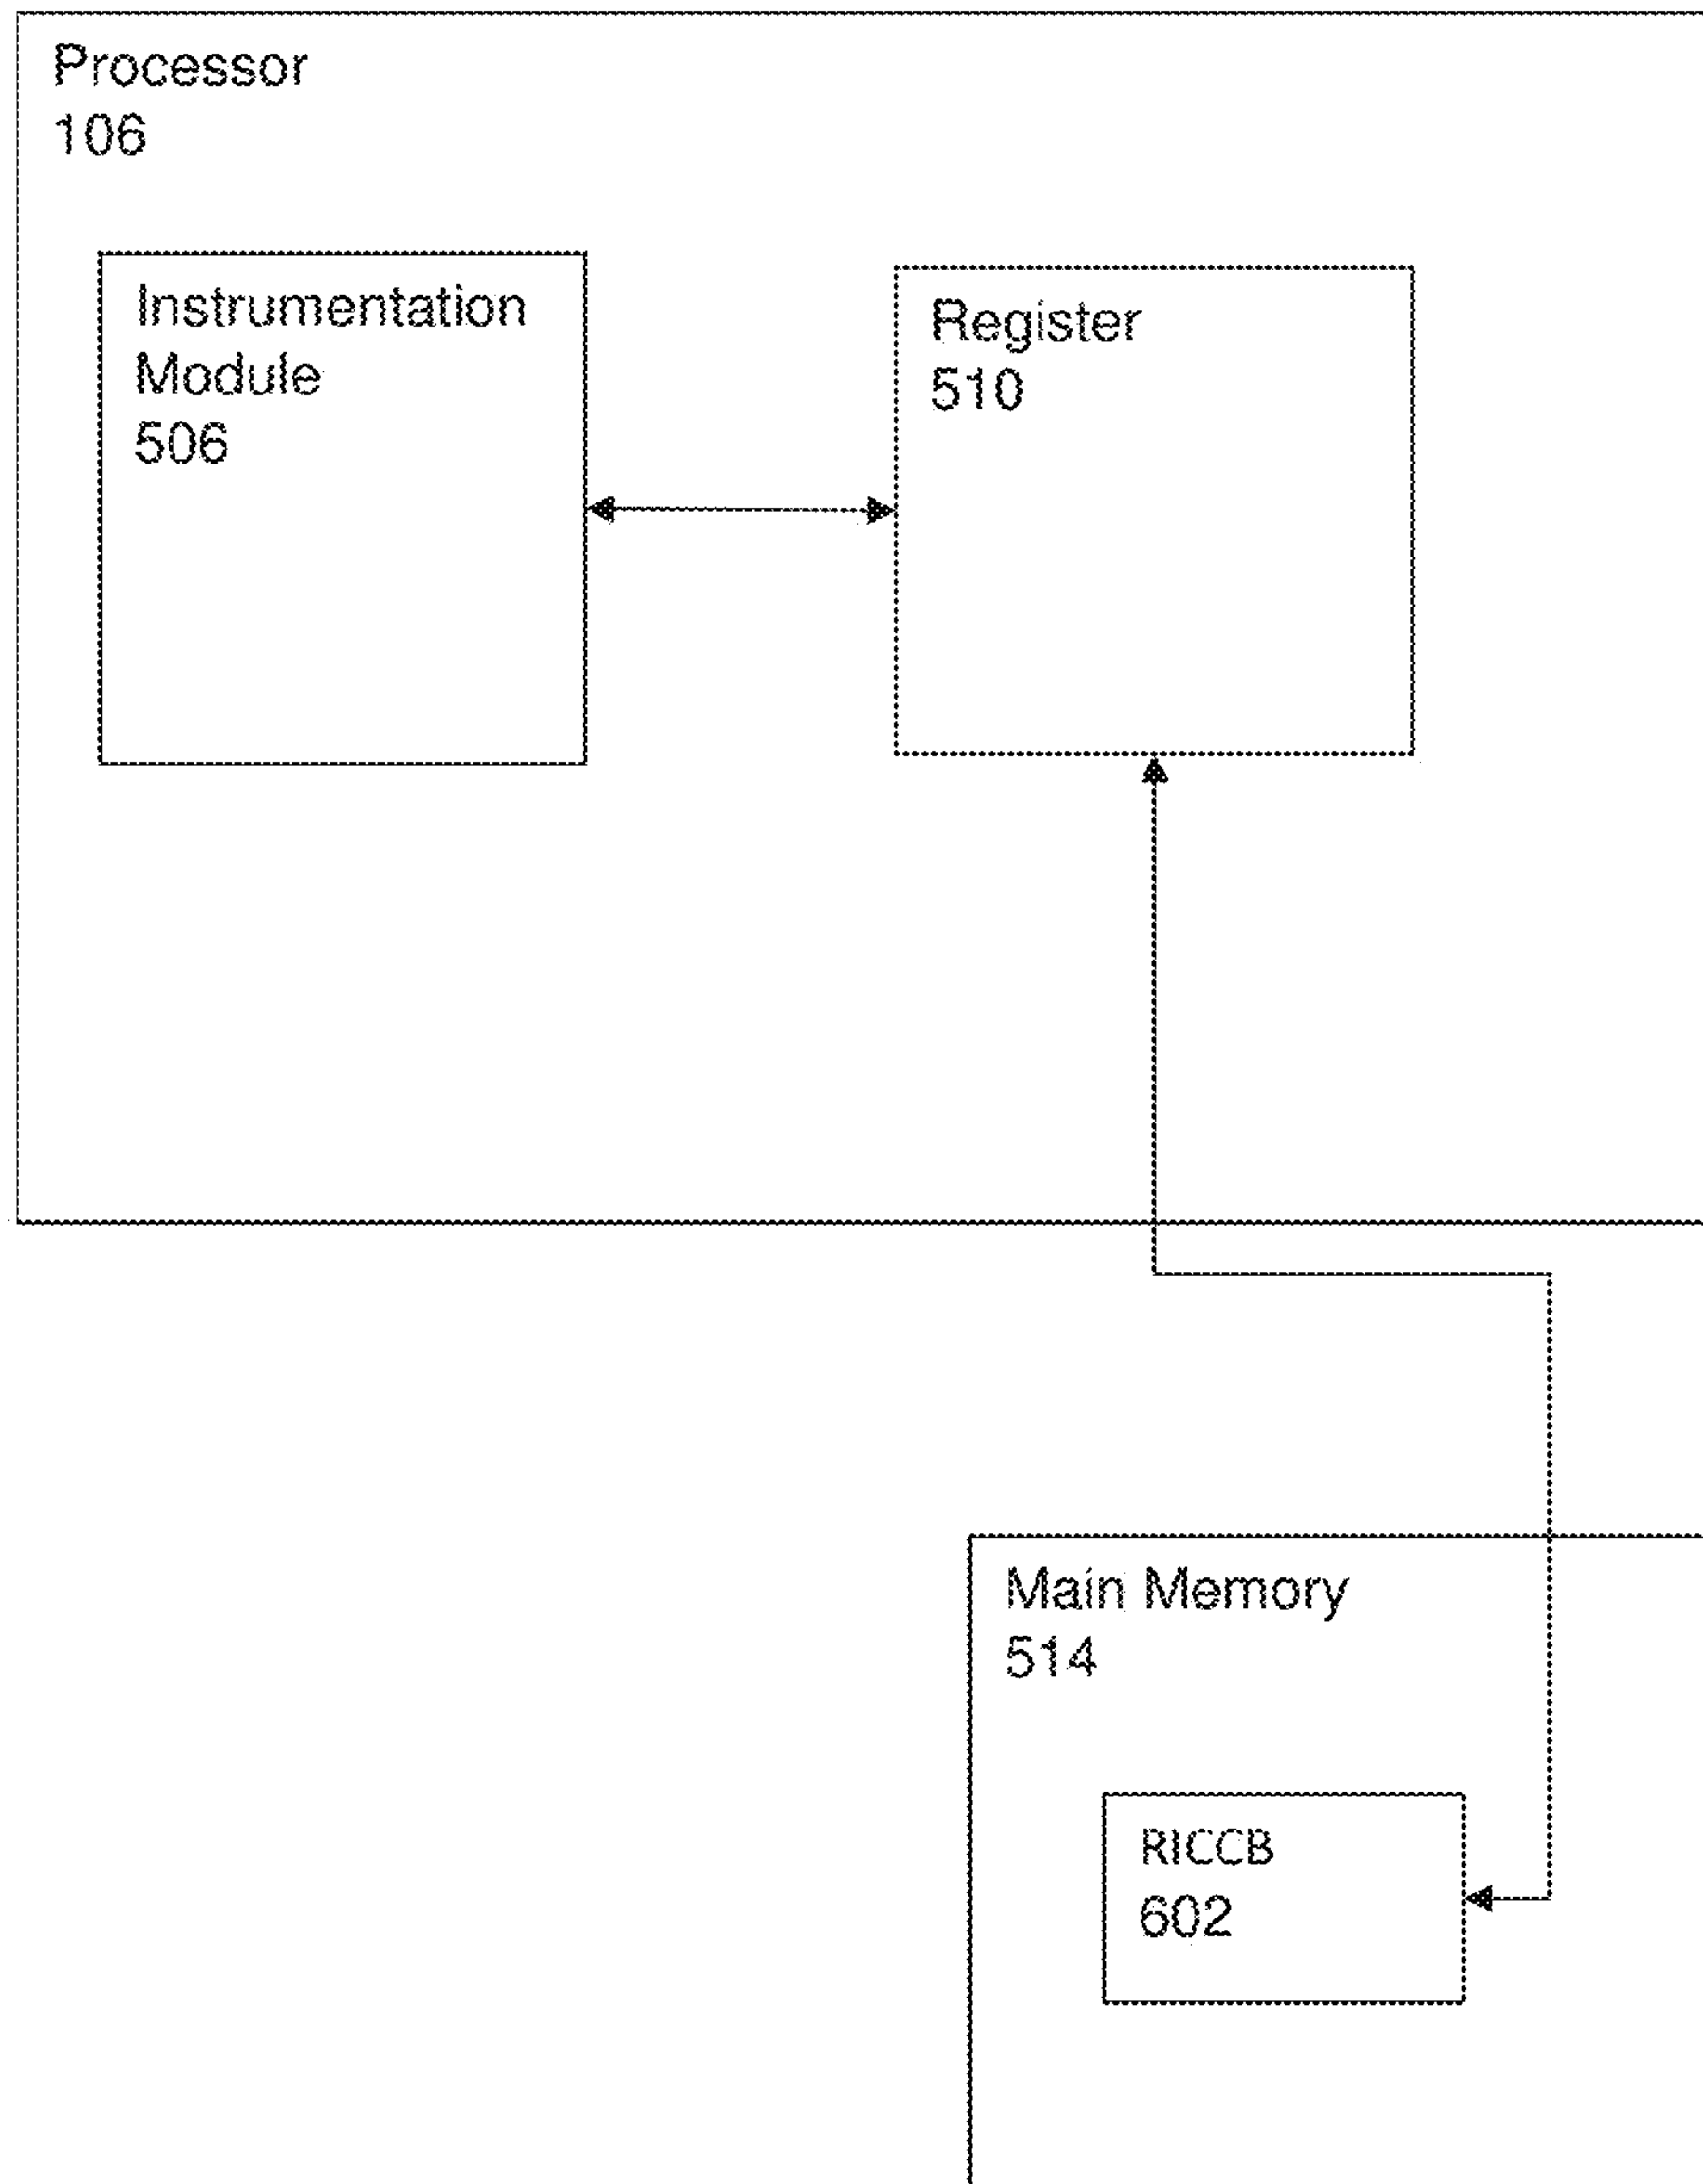 Processor
106
Instrumentation
Module
506
Register
510
Main Memory
514
RICCB
602